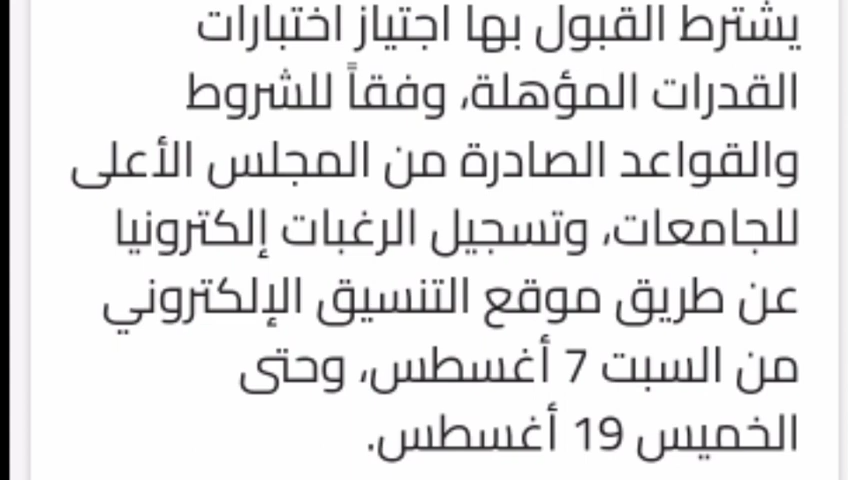 يشترط القبول بها اجتياز اختبارات
القدرات المؤهلة، وفقاً للشروط
والقواعد الصادرة من المجلس الأعلى
للجامعات، وتسجيل الرغبات إلكترونيا
عن طريق موقع التنسيق الإلكتروني
من السبت 7 أغسطس، وحتى
الخميس 19 أغسطس.